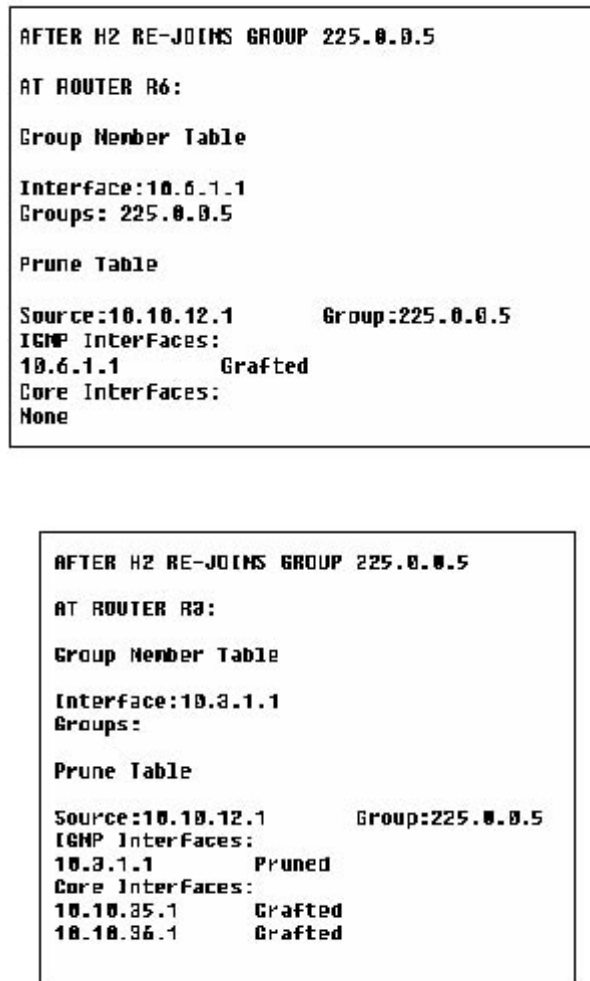 AFTER H2 RE-JOINS GROUP 225.0.0.5
AT ROUTER R6:
Group Member Table
Interface:10.6.1.1
Groups: 225.0.0.5
Prune Table
Source:10.10.12.1 Group:225.0.0.5
IGMP Interfaces:
10.6.1.1 Grafted
Core Interfaces:
None
AFTER H2 RE-JOINS GROUP 225.0.0.5
AT ROUTER R3:
Group Member Table
Interface:10.3.1.1
Groups:
Prune Table
Source:10.10.12.1 Group:225.0.0.5
IGMP Interfaces:
10.3.1.1 Pruned
Core Interfaces:
10.10.35.1 Grafted
10.10.36.1 Grafted